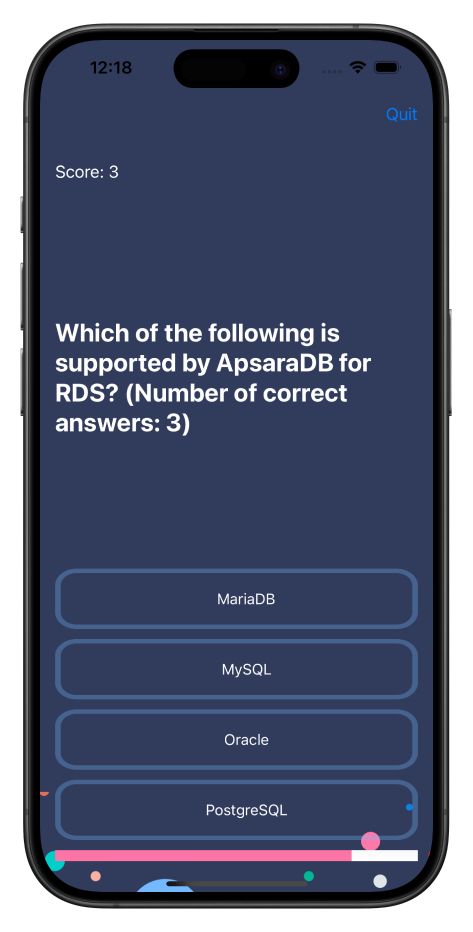 12:18
Quit
Score: 3
Which of the following is
supported by ApsaraDB for
RDS? (Number of correct
answers: 3)
MariaDB
MySQL
Oracle
PostgreSQL